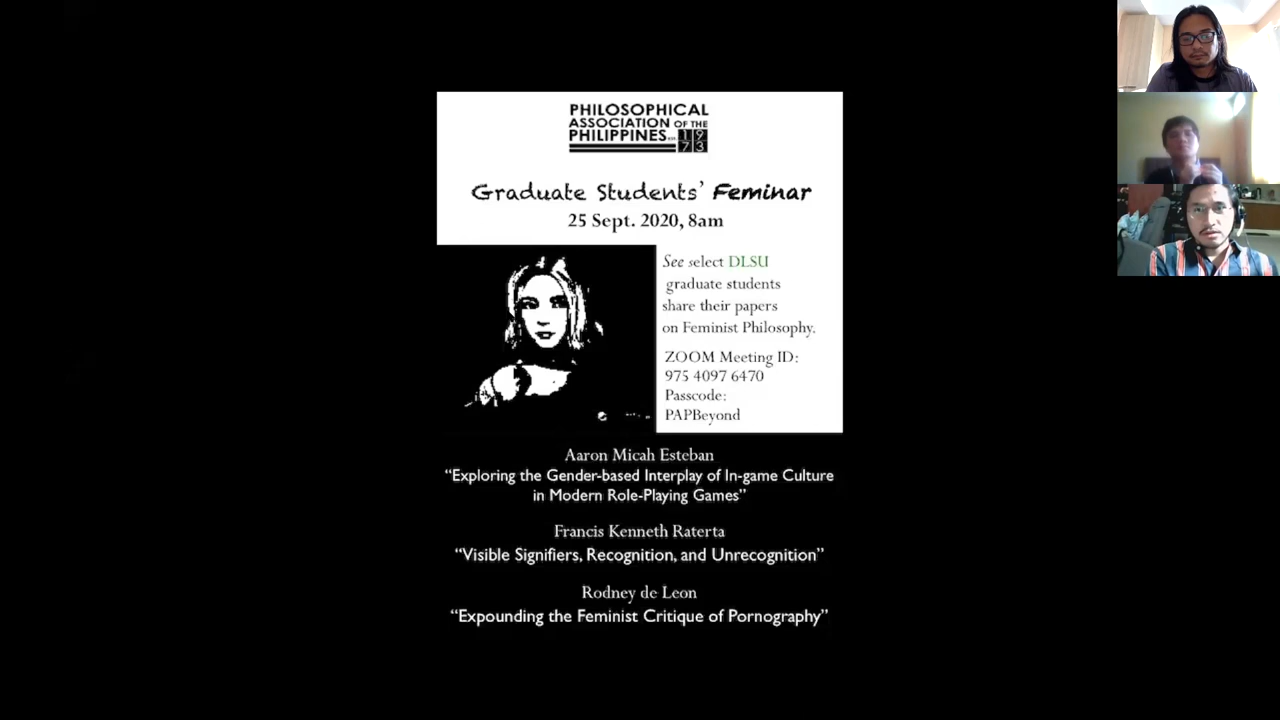 PHILOSOPHICAL
ASSOCIATION OF THE
PHILIPPINES EST. 19
73
Graduate Students' Feminar
25 Sept. 2020, 8am
See select DLSU
graduate students
share their papers
on Feminist Philosophy.
ZOOM Meeting ID:
975 4097 6470
Passcode:
PAPBeyond
Aaron Micah Esteban
“Exploring the Gender-based Interplay of In-game Culture
in Modern Role-Playing Games”
Francis Kenneth Raterta
“Visible Signifiers, Recognition, and Unrecognition”
Rodney de Leon
“Expounding the Feminist Critique of Pornography”